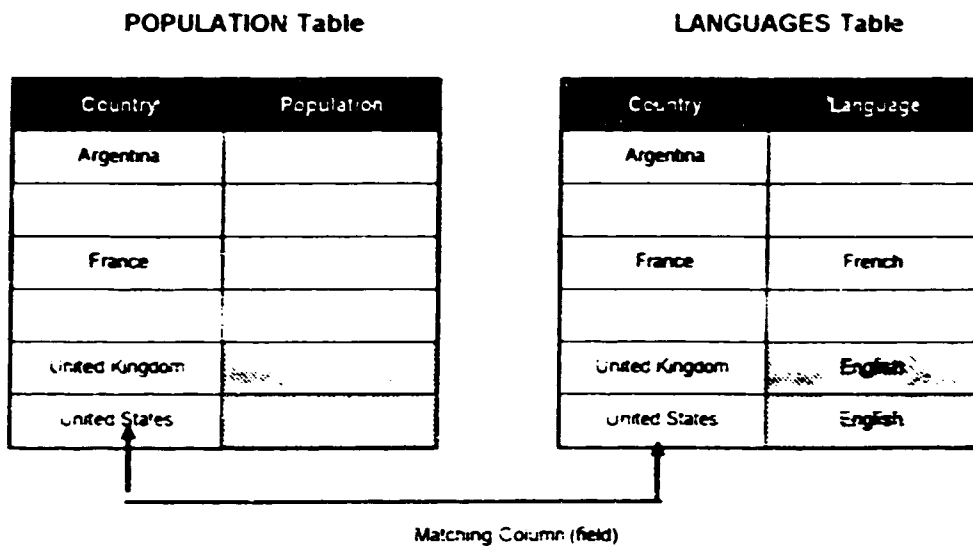 POPULATION Table LANGUAGES Table
Country Population Country Language
Argentina Argentina
France France French
United Kingdom United Kingdom English
United States United States English
Matching Column (field)